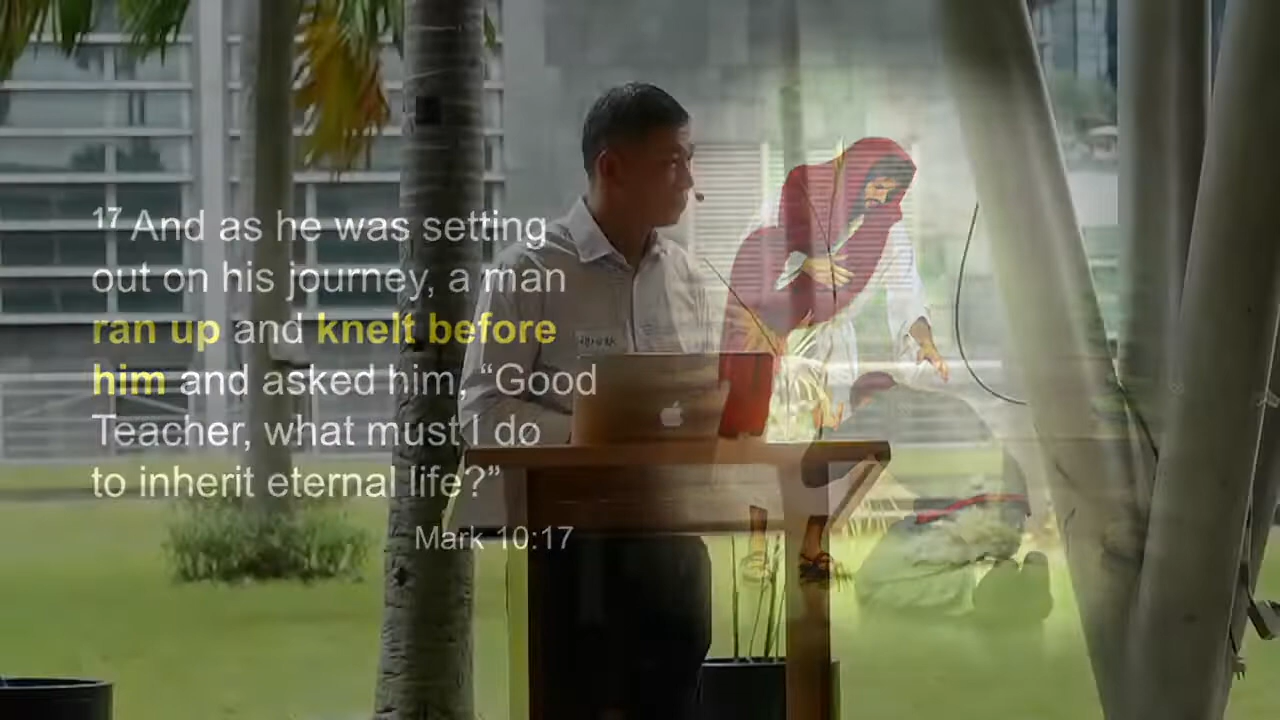 17 And as he was setting
out on his journey, a man
ran up and knelt before
him and asked him, “Good
Teacher, what must I do
to inherit eternal life?”
Mark 10:17